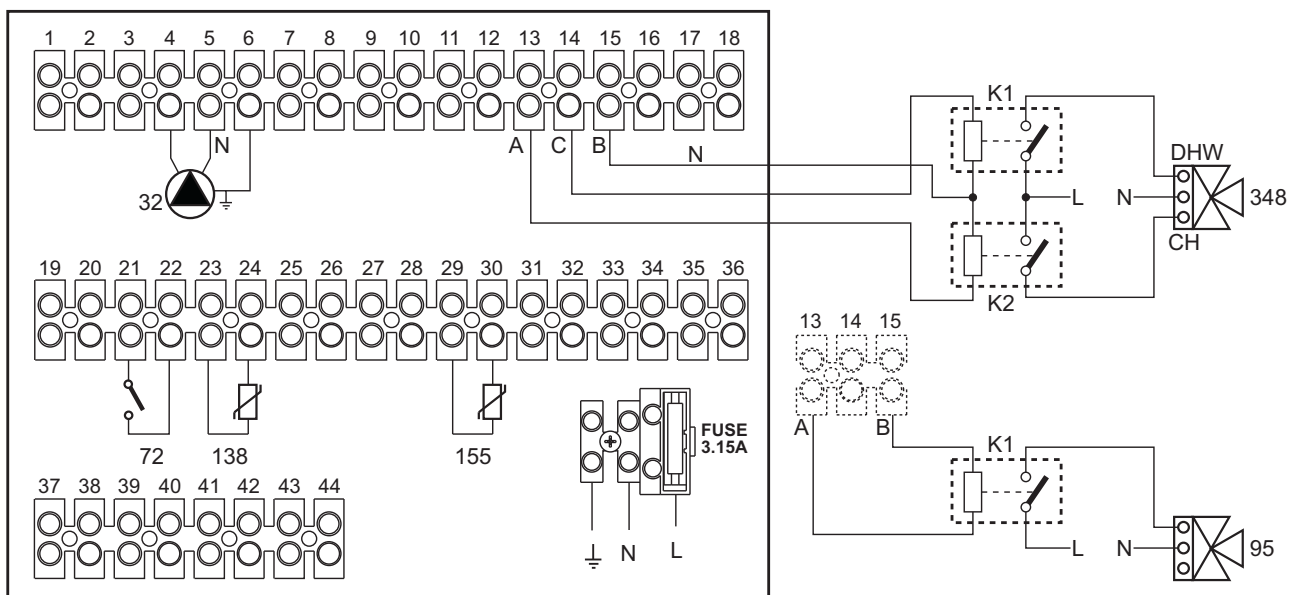 1 2 3 4 5 6 7 8 9 10 11 12 13 14 15 16 17 18
N A C B N
32
K1
DHW
L N 348
CH
K2
19 20 21 22 23 24 25 26 27 28 29 30 31 32 33 34 35 36
13 14 15
A B
72 138 155
FUSE
3.15A
K1
37 38 39 40 41 42 43 44
N L
L N 95